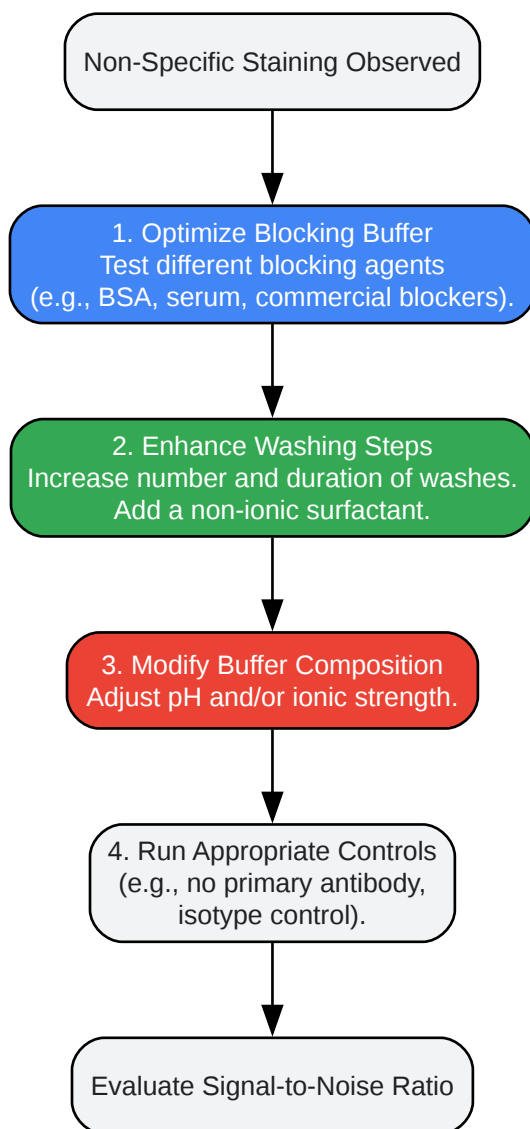 Non-Specific Staining Observed
1. Optimize Blocking Buffer
Test different blocking agents
(e.g., BSA, serum, commercial blockers).
2. Enhance Washing Steps
Increase number and duration of washes.
Add a non-ionic surfactant.
3. Modify Buffer Composition
Adjust pH and/or ionic strength.
4. Run Appropriate Controls
(e.g., no primary antibody,
isotype control).
Evaluate Signal-to-Noise Ratio